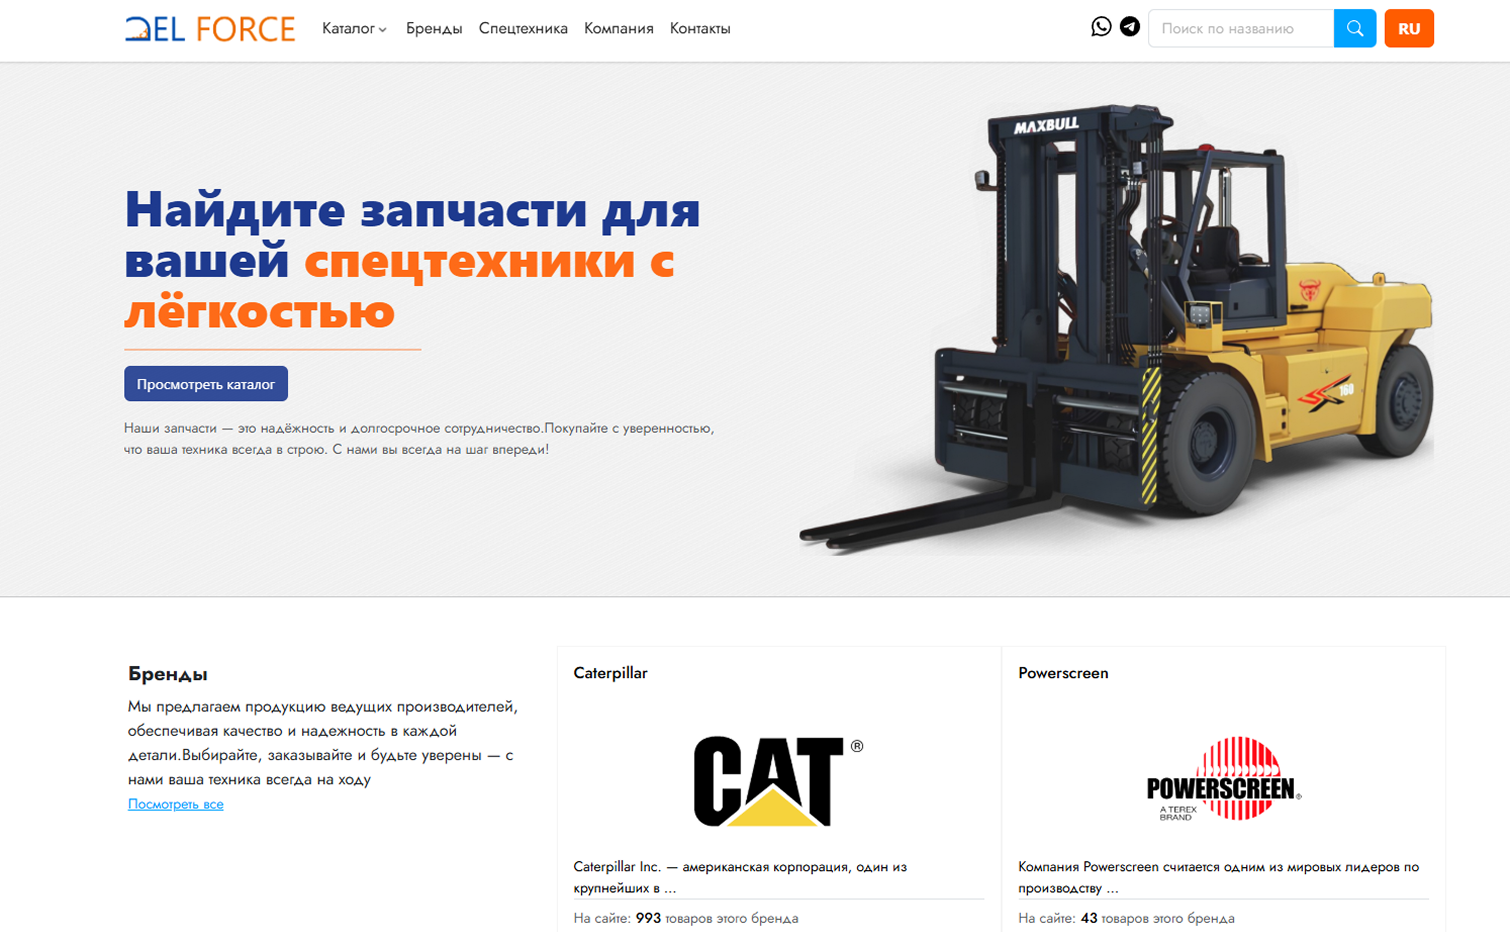 DEL FORCE
Каталог
Бренды
Спецтехника
Компания
Контакты
Поиск по названию
RU
MAXBULL
Найдите запчасти для
вашей спецтехники с
лёгкостью
160
Просмотреть каталог
Наши запчасти — это надёжность и долгосрочное сотрудничество.Покупайте с уверенностью,
что ваша техника всегда в строю. С нами вы всегда на шаг впереди!
Бренды
Мы предлагаем продукцию ведущих производителей,
обеспечивая качество и надежность в каждой
детали.Выбирайте, заказывайте и будьте уверены — с
нами ваша техника всегда на ходу
Посмотреть все
Caterpillar
CAT ®
Caterpillar Inc. — американская корпорация, один из
крупнейших в ...
На сайте: 993 товаров этого бренда
Powerscreen
POWERSCREEN®
A TEREX
BRAND
Компания Powerscreen считается одним из мировых лидеров по
производству ...
На сайте: 43 товаров этого бренда